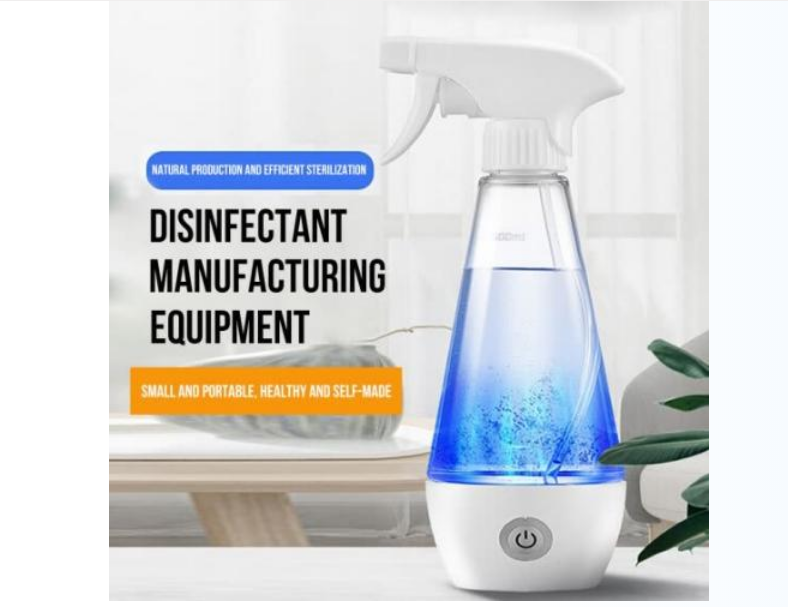 NATURAL PRODUCTION AND EFFICIENT STERILIZATION
DISINFECTANT
MANUFACTURING
EQUIPMENT
SMALL AND PORTABLE, HEALTHY AND SELF-MADE